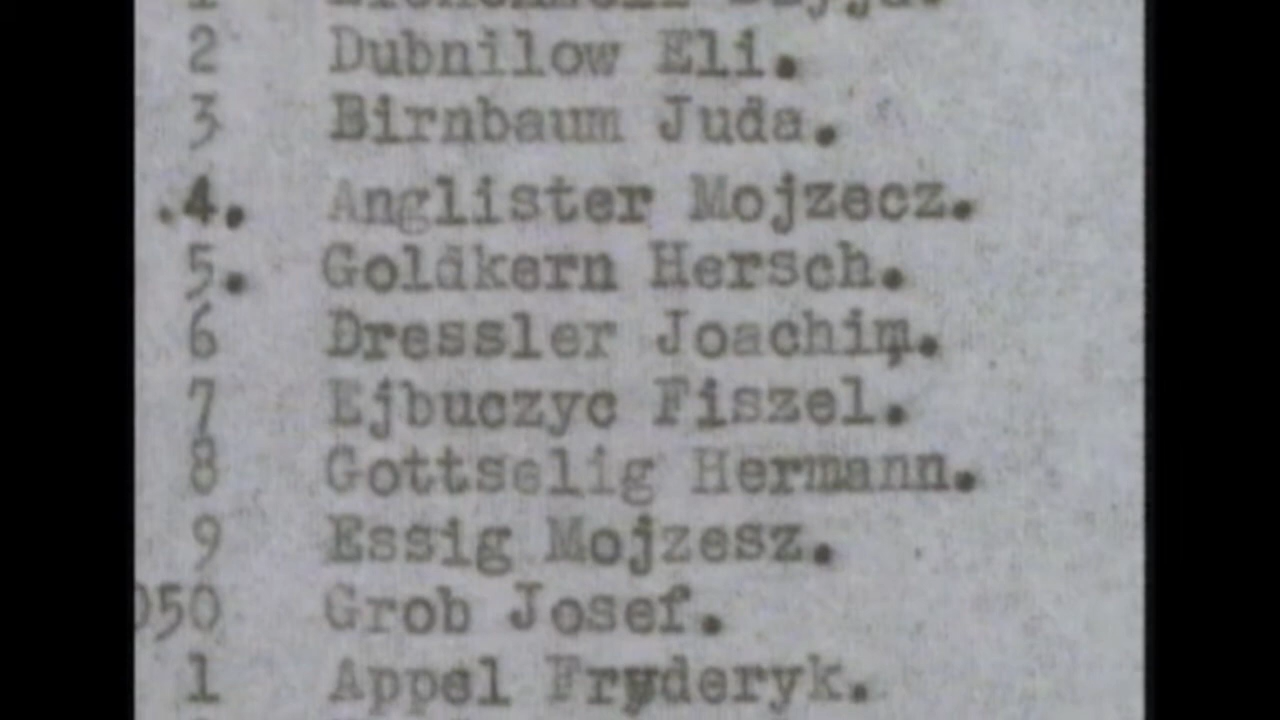 2 Dubnilow Eli.
3 Birnbaum Juda.
.4. Anglister Mojzecz.
5. Goldkern Hersch.
6 Dressler Joachim.
7 Ejbuczyc Fiszel.
8 Gottselig Hermann.
9 Essig Mojzesz.
050 Grob Josef.
1 Appel Fryderyk.